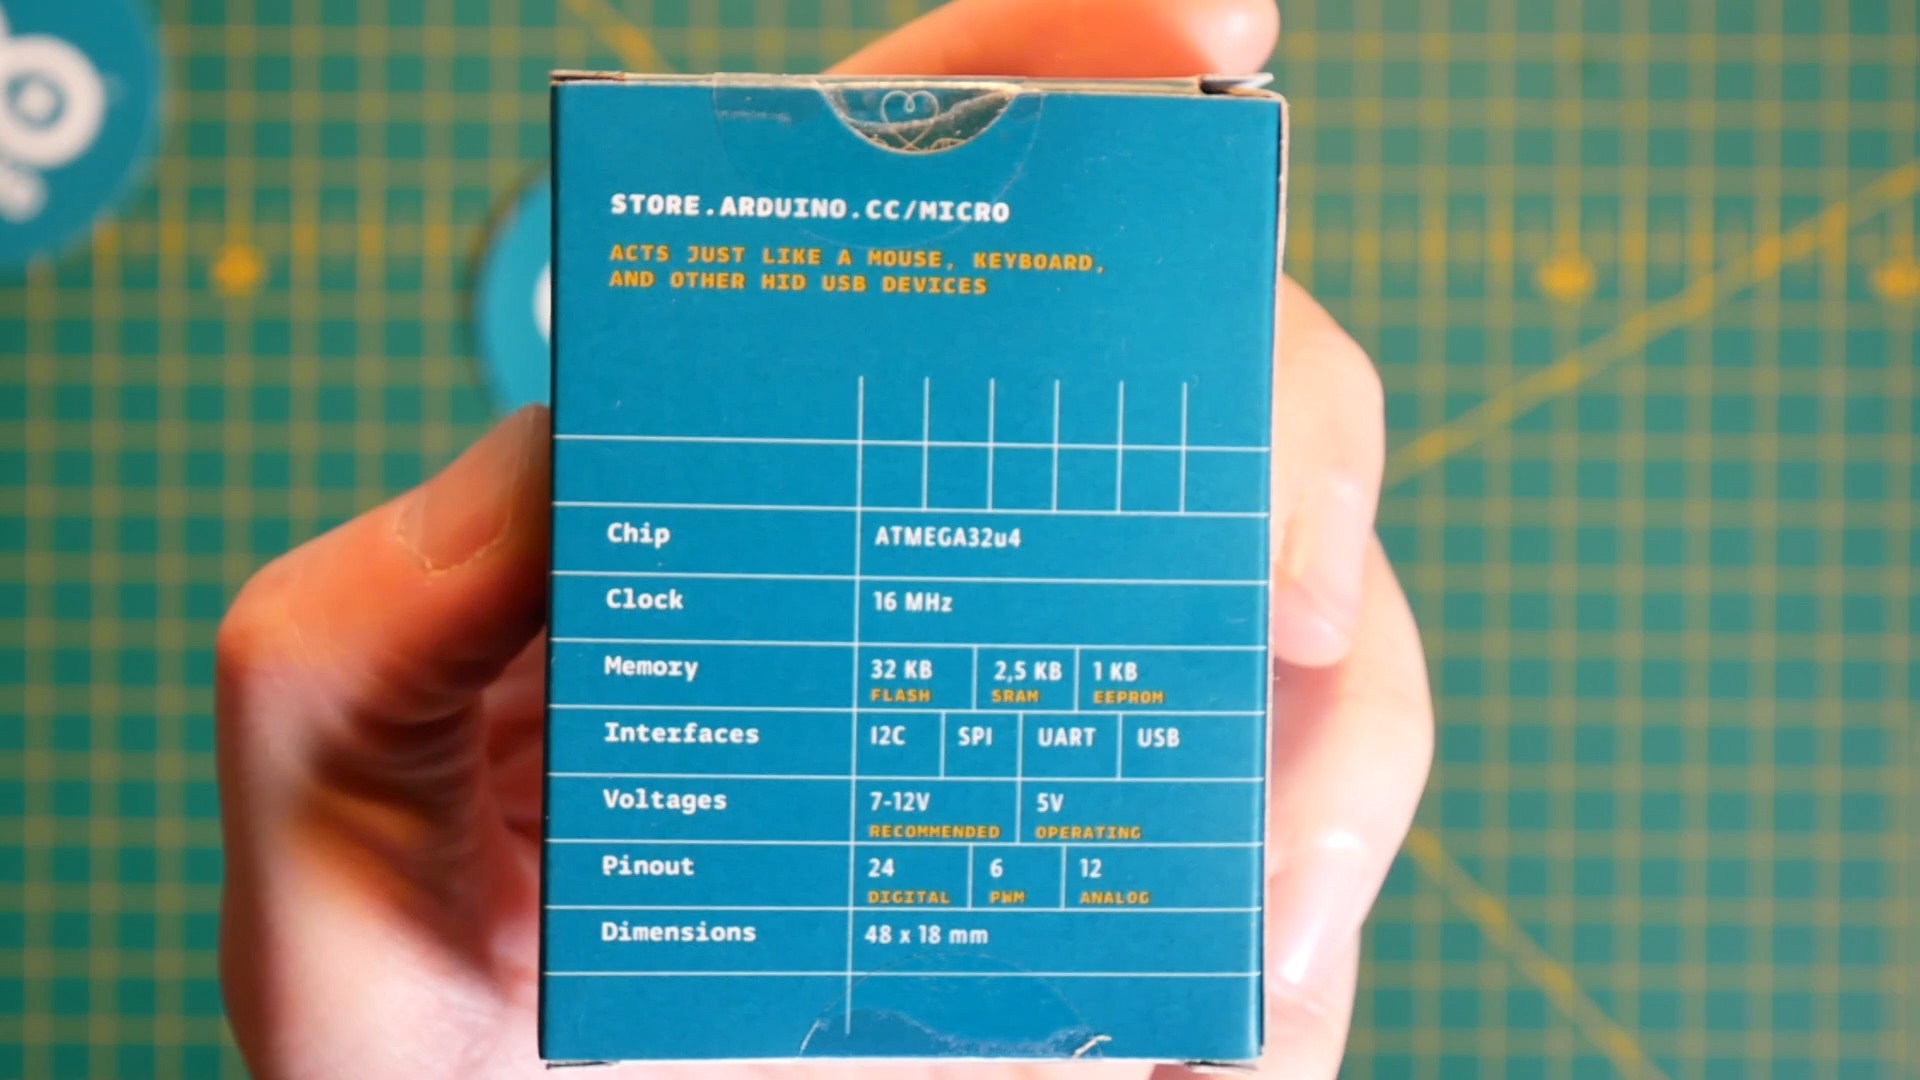 STORE.ARDUINO.CC/MICRO
ACTS JUST LIKE A MOUSE, KEYBOARD,
AND OTHER HID USB DEVICES
Chip ATMEGA32u4
Clock 16 MHz
Memory 32 KB 2,5 KB 1 KB
FLASH SRAM EEPROM
Interfaces I2C SPI UART USB
Voltages 7-12V 5V
RECOMMENDED OPERATING
Pinout 24 6 12
DIGITAL PWM ANALOG
Dimensions 48 x 18 mm